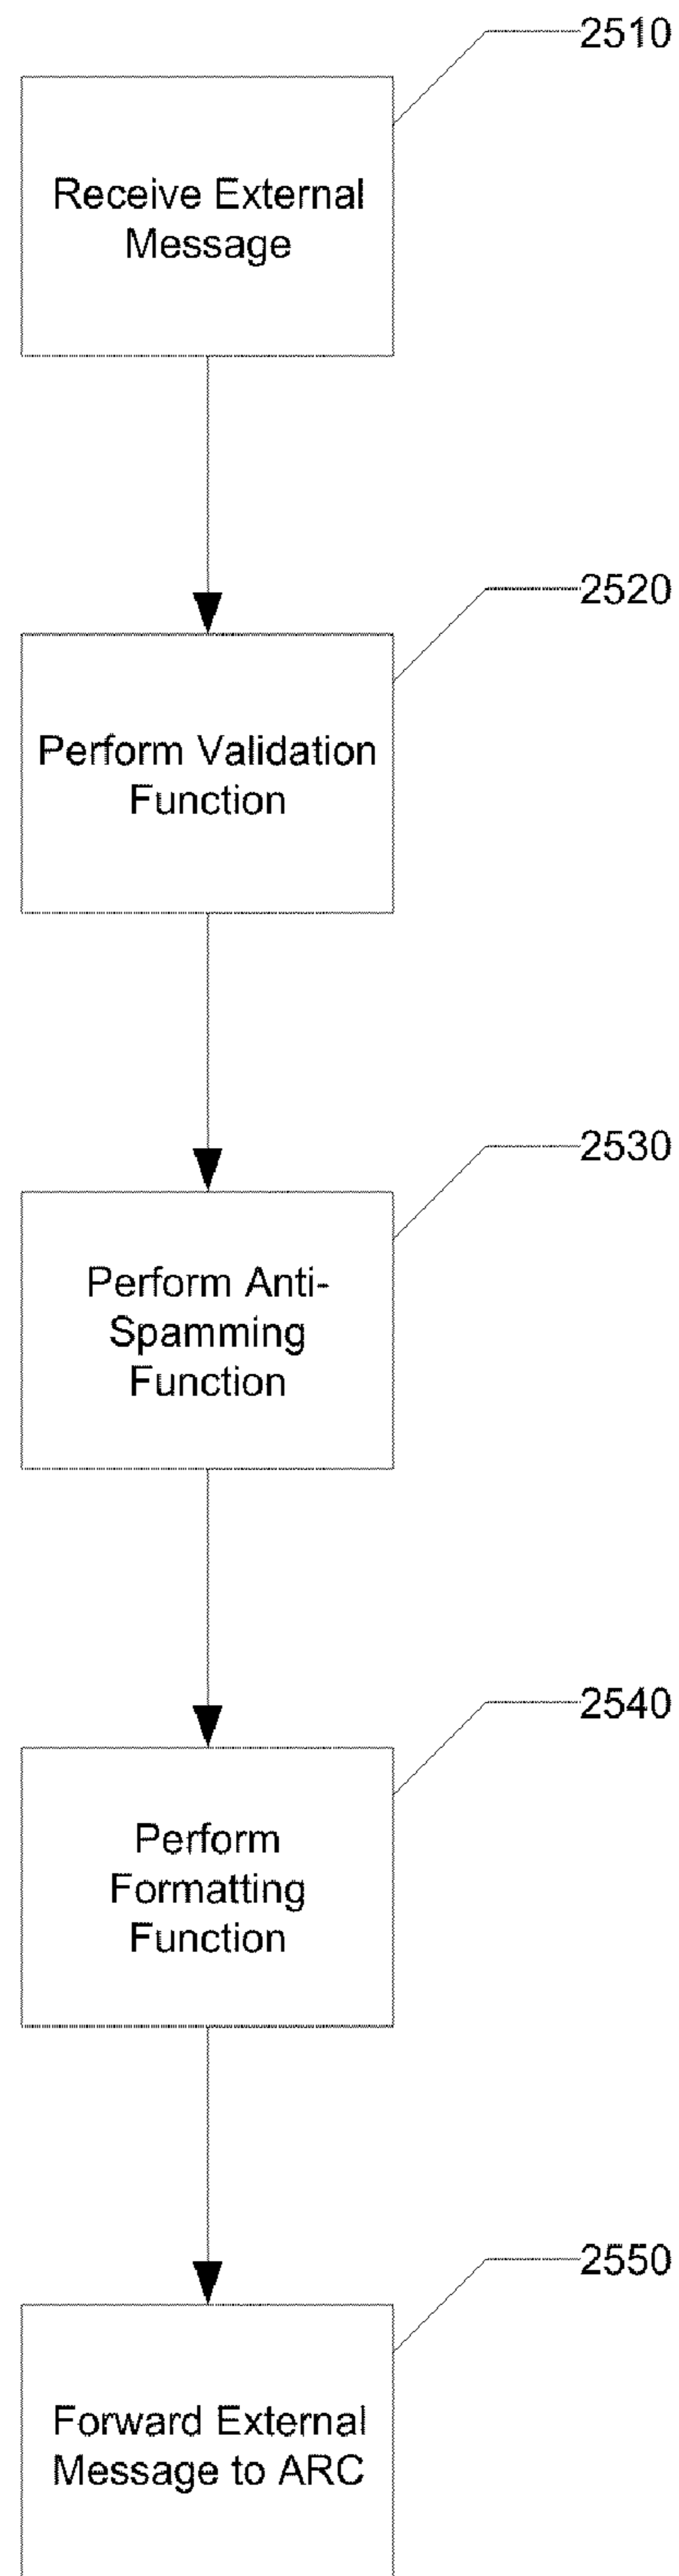 2510
Receive External
Message
2520
Perform Validation
Function
2530
Perform Anti-
Spamming
Function
2540
Perform
Formatting
Function
2550
Forward External
Message to ARC